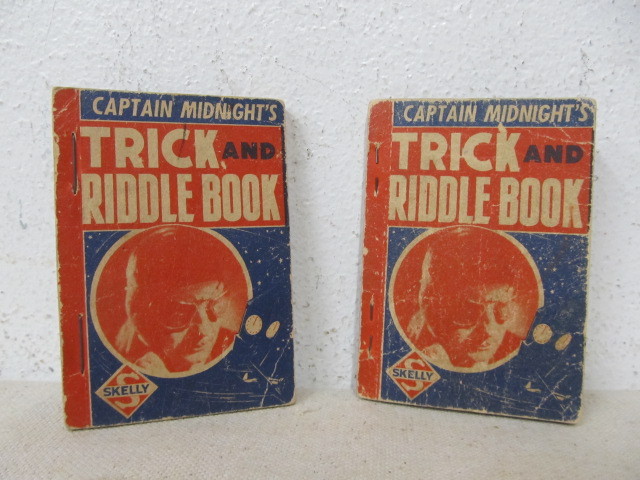 CAPTAIN MIDNIGHT'S
TRICK AND
RIDDLE BOOK
S
SKELLY
CAPTAIN MIDNIGHT'S
TRICK AND
RIDDLE BOOK
S
SKELLY